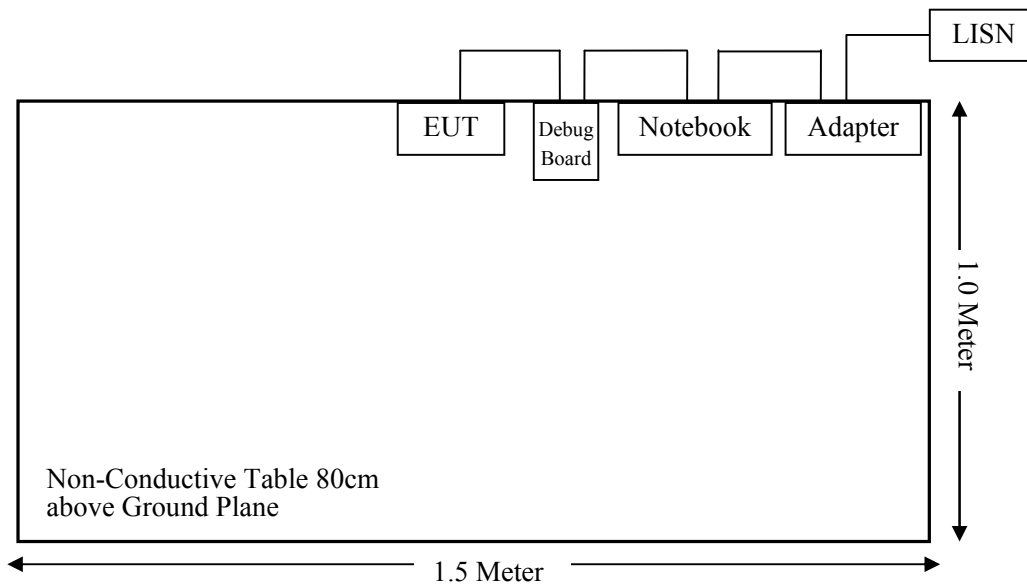 LISN
EUT
Debug
Board
Notebook
Adapter
1.0 Meter
Non-Conductive Table 80cm
above Ground Plane
1.5 Meter